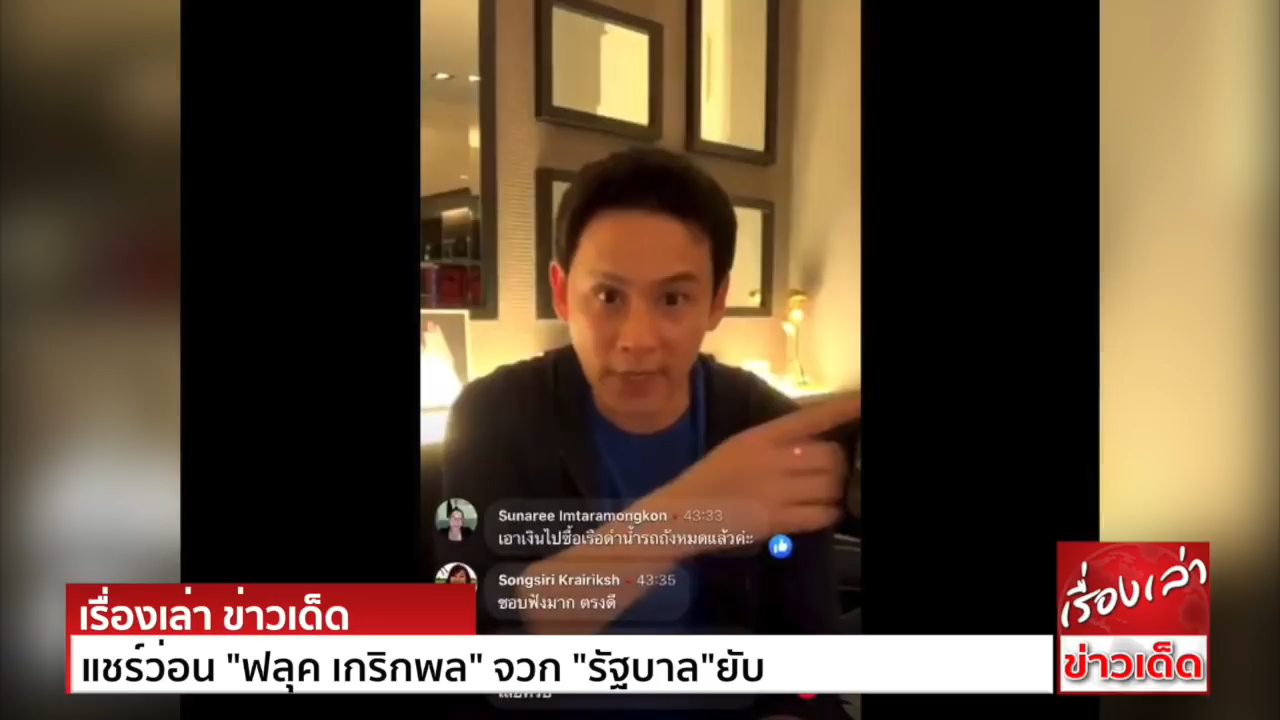 Sunaree Imtaramongkon • 43:33
เอาเงินไปซื้อเรือดำน้ำรถถังหมดแล้วค่ะ
Songsiri Krairiksh • 43:35
ชอบฟังมาก ตรงดี
เรื่องเล่า ข่าวเด็ด
แชร์ว่อน "ฟลุค เกริกพล" จวก "รัฐบาล"ยับ
เรื่องเล่า
ข่าวเด็ด